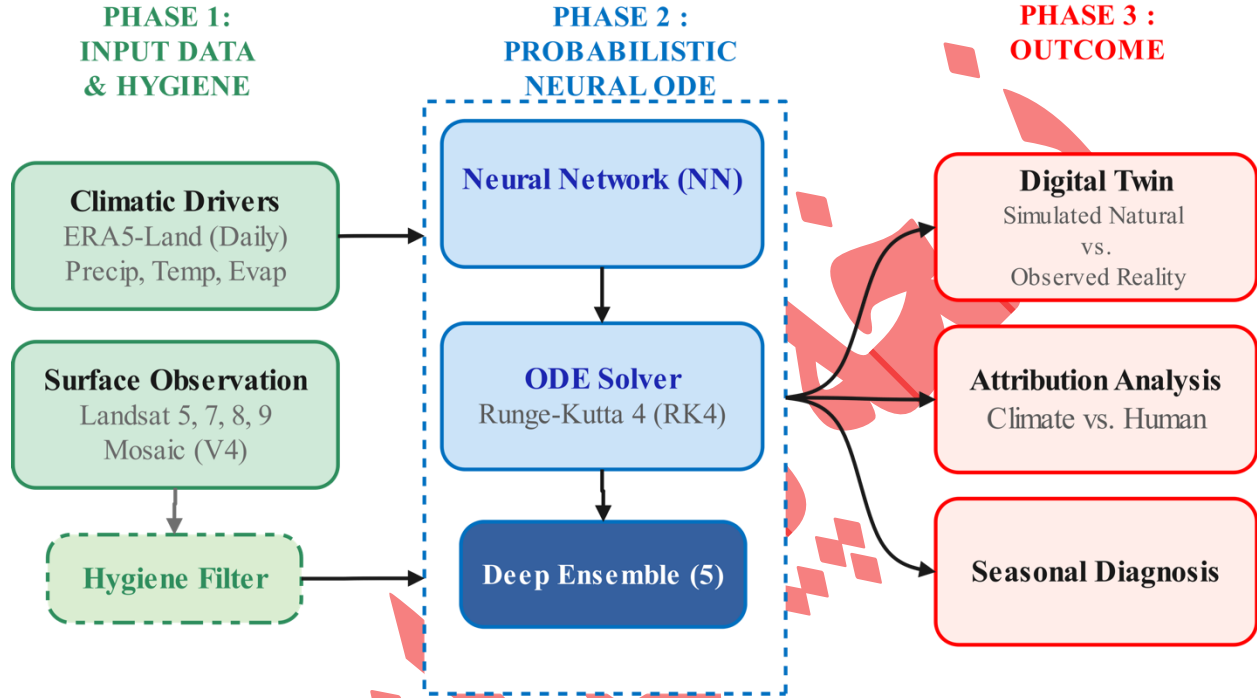 PHASE 1:
INPUT DATA
& HYGIENE
Climatic Drivers
ERA5-Land (Daily)
Precip, Temp, Evap
Surface Observation
Landsat 5, 7, 8, 9
Mosaic (V4)
Hygiene Filter
PHASE 2 :
PROBABILISTIC
NEURAL ODE
Neural Network (NN)
ODE Solver
Runge-Kutta 4 (RK4)
Deep Ensemble (5)
PHASE 3 :
OUTCOME
Digital Twin
Simulated Natural
vs.
Observed Reality
Attribution Analysis
Climate vs. Human
Seasonal Diagnosis